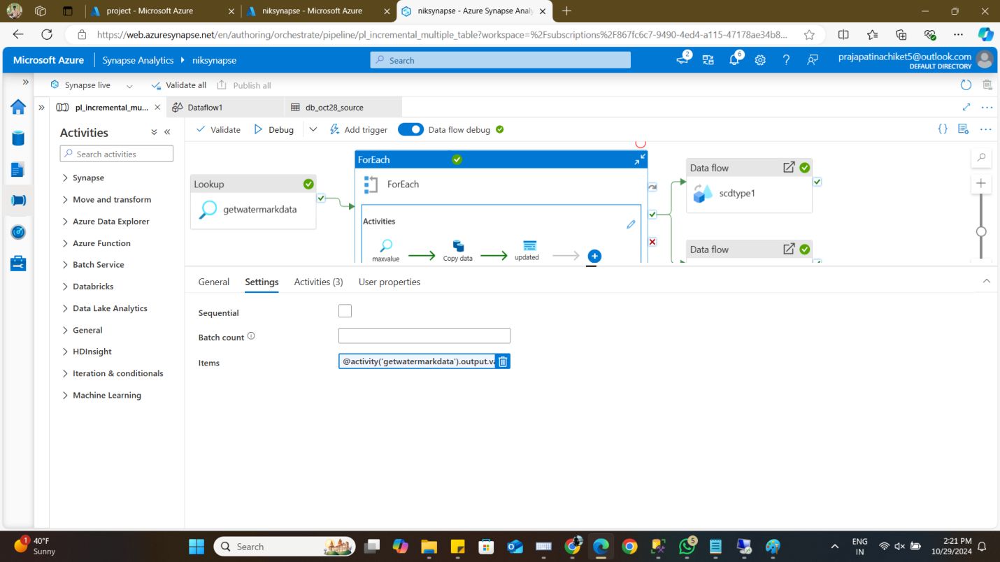 project - Microsoft Azure
niksynapse - Microsoft Azure
niksynapse - Azure Synapse Analy
https://web.azuresynapse.net/en/authoring/orchestrate/pipeline/pl_incremental_multiple_table?workspace=%2Fsubscriptions%2F867fc6c7-9490-4ed4-a115-47178ae34b8...
Microsoft Azure
Synapse Analytics
niksynapse
Search
2
6
prajapatinachiket5@outlook.com
DEFAULT DIRECTORY
Synapse live
Validate all
Publish all
pl_incremental_mu...
Dataflow1
db_oct28_source
Activities
Search activities
Synapse
Move and transform
Azure Data Explorer
Azure Function
Batch Service
Databricks
Data Lake Analytics
General
HDInsight
Iteration & conditionals
Machine Learning
Validate
Debug
Add trigger
Data flow debug
Lookup
getwatermarkdata
ForEach
ForEach
Activities
maxvalue
Copy data
updated
Data flow
scdtype1
Data flow
General
Settings
Activities (3)
User properties
Sequential
Batch count
Items
@activity('getwatermarkdata').output.va
1
40°F
Sunny
Search
5
ENG
IN
2:21 PM
10/29/2024